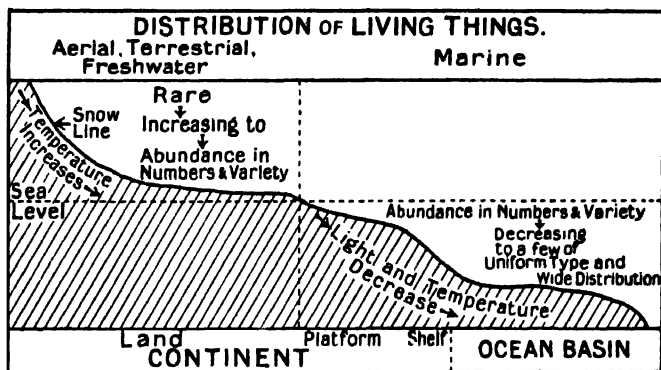 DISTRIBUTION OF LIVING THINGS.
Aerial, Terrestrial,
Freshwater
Marine
Rare
Increasing to
Abundance in
Numbers & Variety
Snow
Line
Temperature
Increases
Sea
Level
Abundance in Numbers & Variety
Decreasing
to a few of
Uniform Type and
Wide Distribution
Light and Temperature
Decrease
Land
Platform
Shelf
CONTINENT
OCEAN BASIN